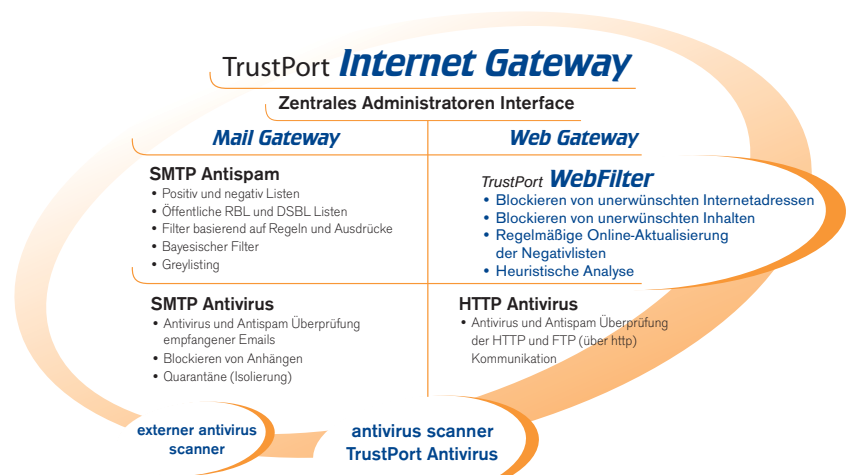 TrustPort Internet Gateway
Zentrales Administratoren Interface
Mail Gateway
SMTP Antispam
• Positiv und negativ Listen
• Öffentliche RBL und DSBL Listen
• Filter basierend auf Regeln und Ausdrücke
• Bayesischer Filter
• Greylisting
SMTP Antivirus
• Antivirus und Antispam Überprüfung
empfangener Emails
• Blockieren von Anhängen
• Quarantäne (Isolierung)
Web Gateway
TrustPort WebFilter
• Blockieren von unerwünschten Internetadressen
• Blockieren von unerwünschten Inhalten
• Regelmäßige Online-Aktualisierung
der Negativlisten
• Heuristische Analyse
HTTP Antivirus
• Antivirus und Antispam Überprüfung
der HTTP und FTP (über http)
Kommunikation
externer antivirus
scanner
antivirus scanner
TrustPort Antivirus